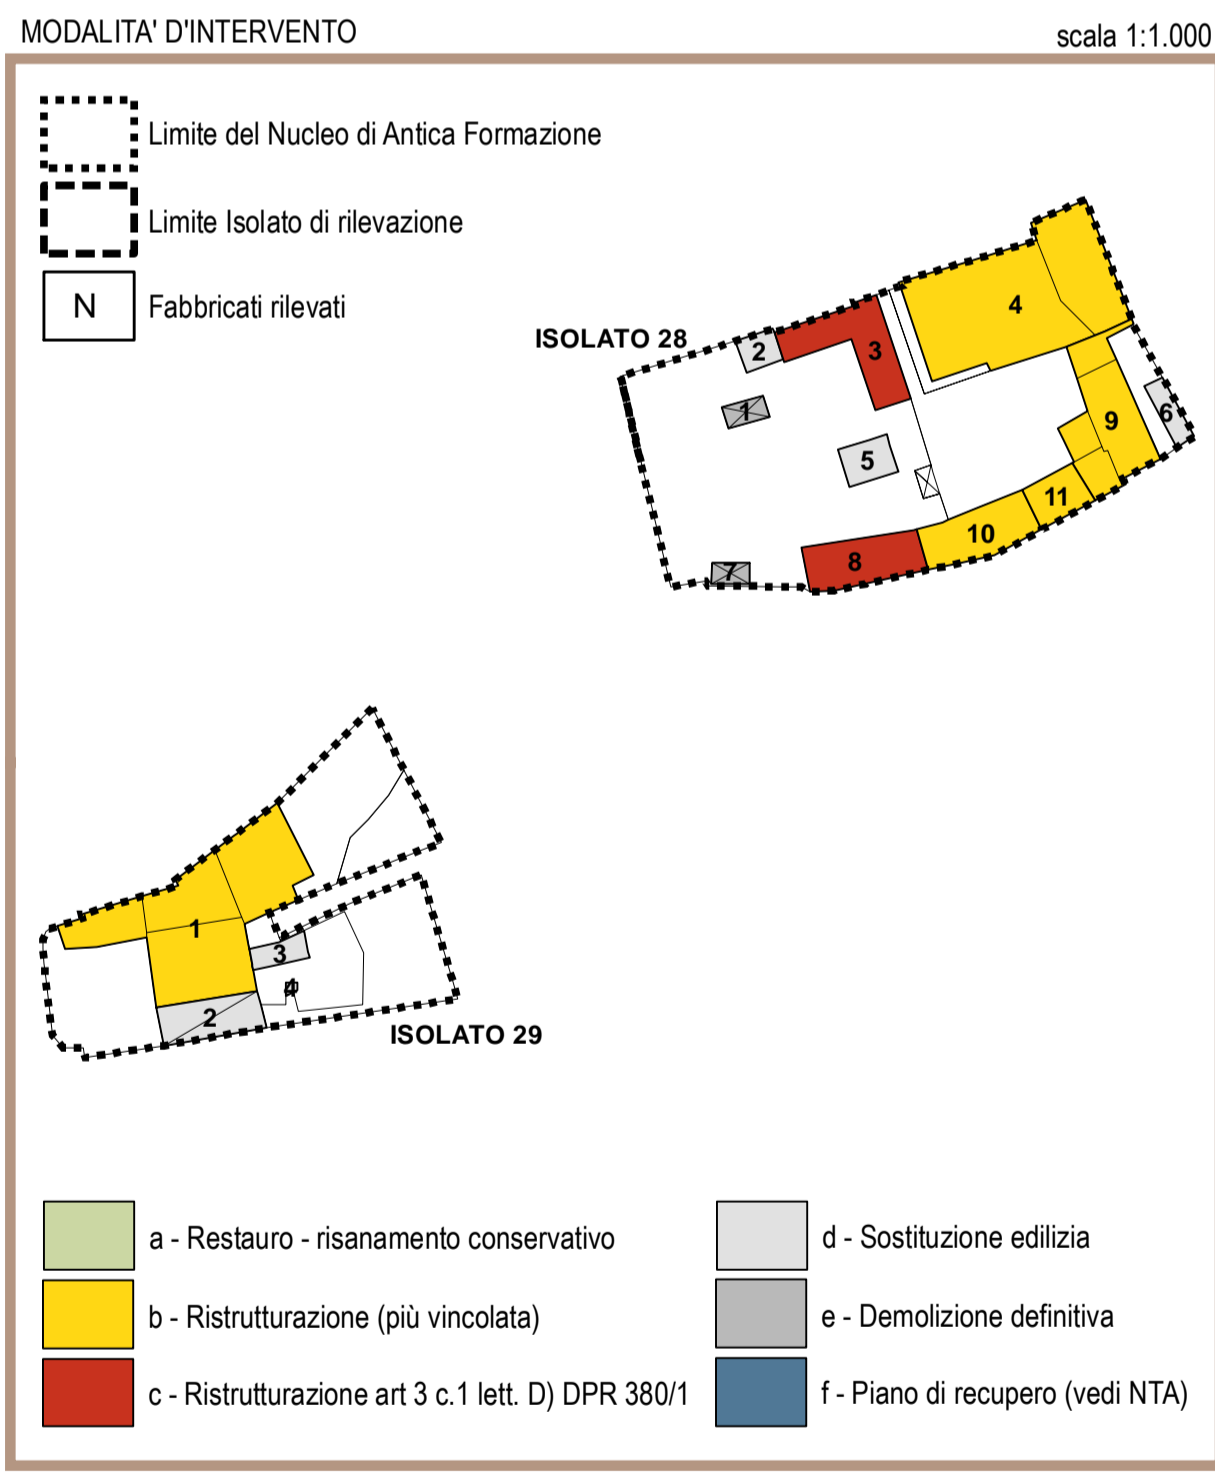 MODALITA' D'INTERVENTO
scala 1:1.000
Limite del Nucleo di Antica Formazione
Limite Isolato di rilevazione
N
Fabbricati rilevati
ISOLATO 28
4
2
3
1
6
9
5
11
10
8
7
1
3
4
2
ISOLATO 29
a - Restauro - risanamento conservativo
b - Ristrutturazione (più vincolata)
c - Ristrutturazione art 3 c.1 lett. D) DPR 380/1
d - Sostituzione edilizia
e - Demolizione definitiva
f - Piano di recupero (vedi NTA)